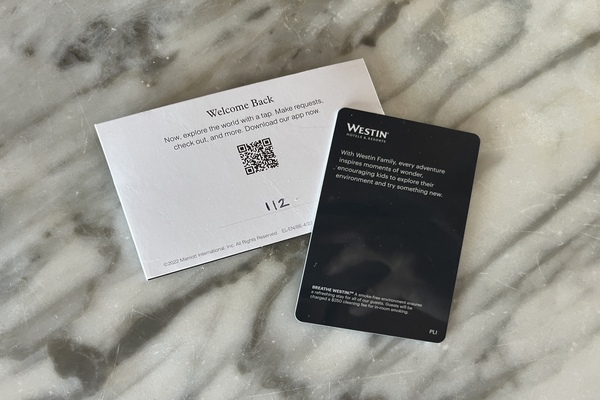 Welcome Back
Now, explore the world with a tap. Make requests,
check out, and more. Download our app now.
112
©2022 Marriott International, Inc. All Rights Reserved.
WESTIN
HOTELS & RESORTS
With Westin Family, every adventure
inspires moments of wonder,
encouraging kids to explore their
environment and try something new.
BREATHE WESTIN™ A smoke-free environment ensures
a refreshing stay for all of our guests. Guests will be
charged a $250 cleaning fee for in-room smoking.
PLI